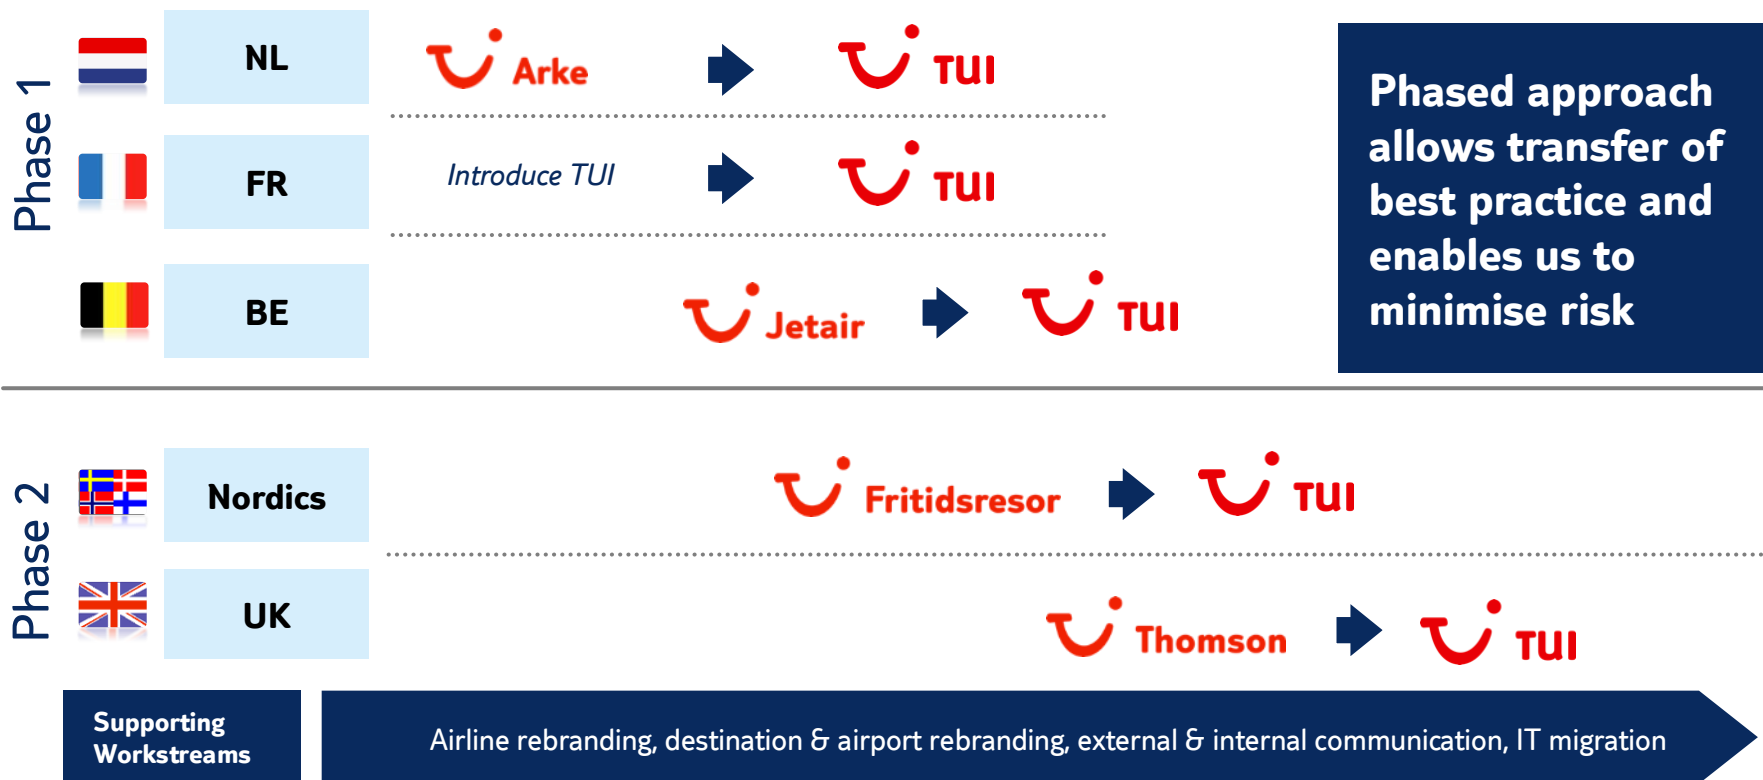 Phase 1
NL
Arke
TUI
FR
Introduce TUI
TUI
BE
Jetair
TUI
Phased approach
allows transfer of
best practice and
enables us to
minimise risk
Phase 2
Nordics
Fritidsresor
TUI
UK
Thomson
TUI
Supporting
Workstreams
Airline rebranding, destination & airport rebranding, external & internal communication, IT migration